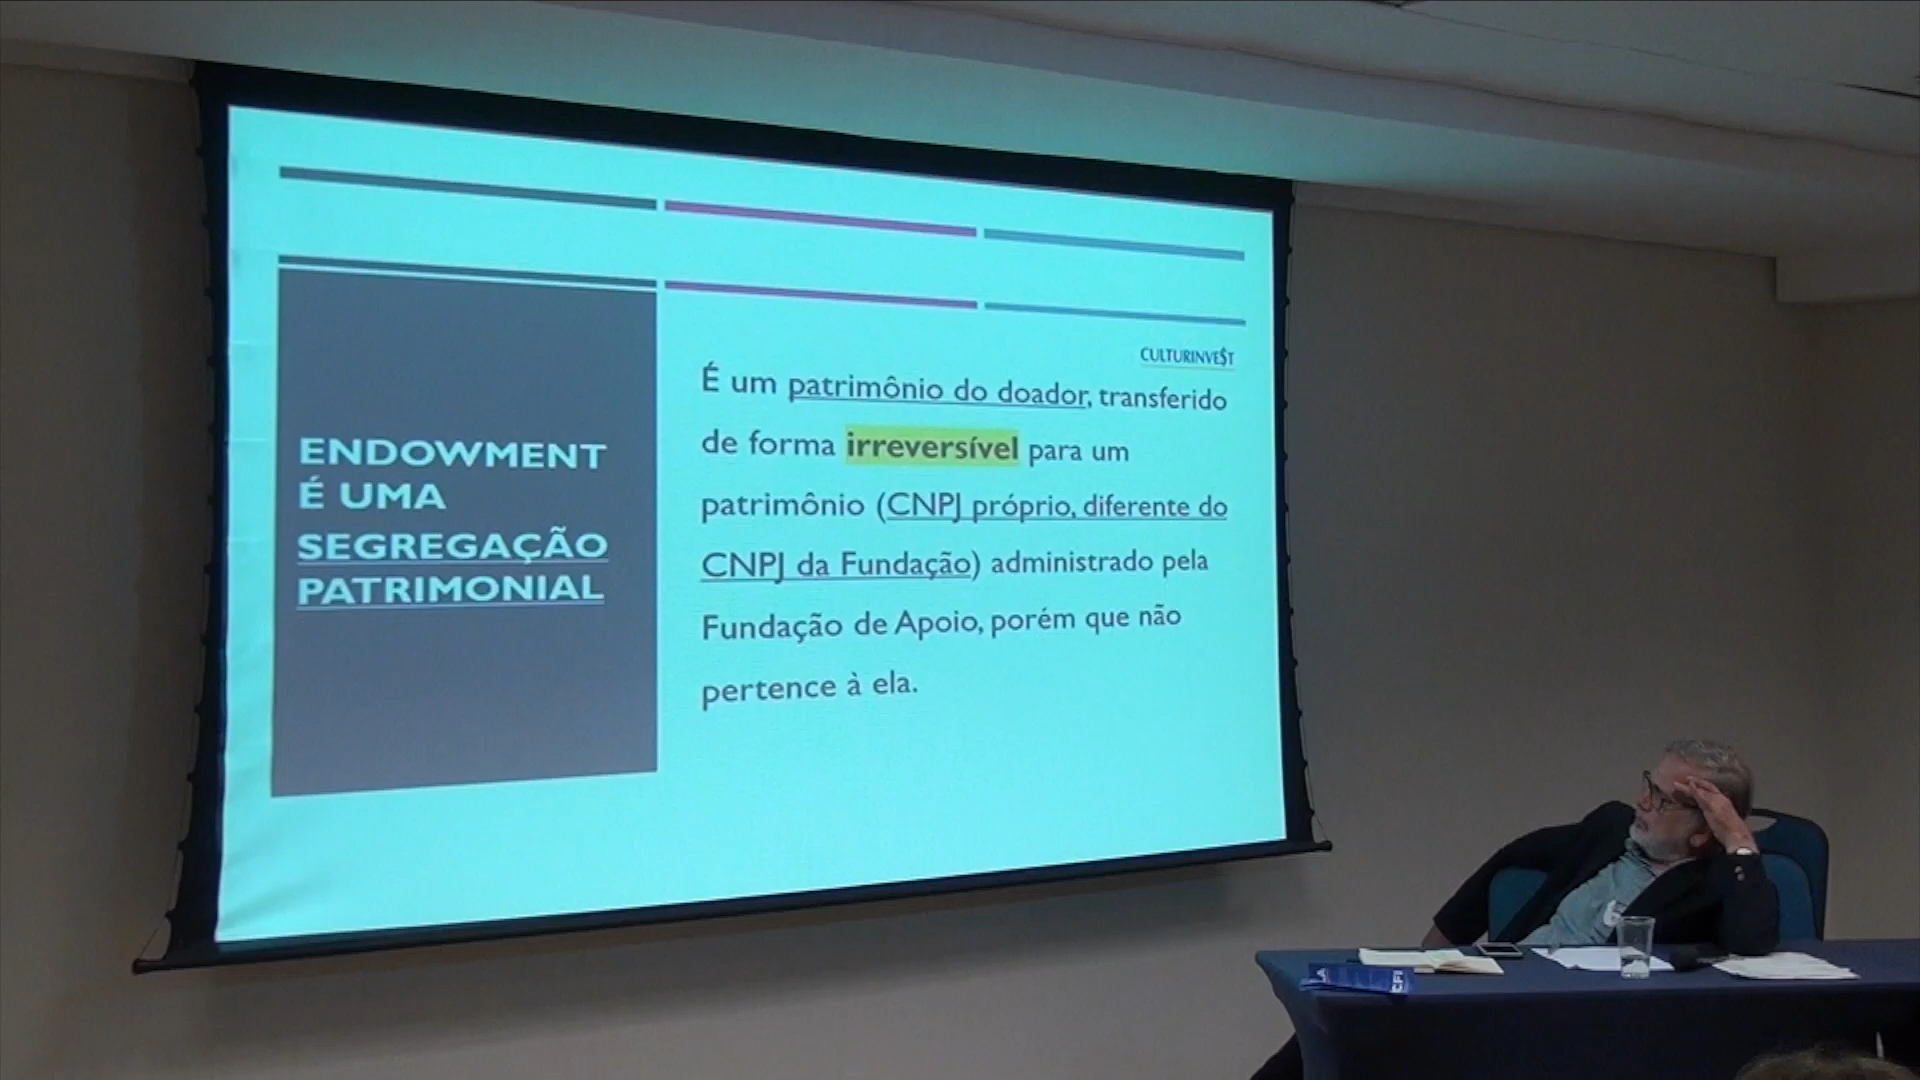 CULTURINVE$T
ENDOWMENT
É UMA
SEGREGAÇÃO
PATRIMONIAL
É um patrimônio do doador, transferido
de forma irreversível para um
patrimônio (CNPJ próprio, diferente do
CNPJ da Fundação) administrado pela
Fundação de Apoio, porém que não
pertence à ela.